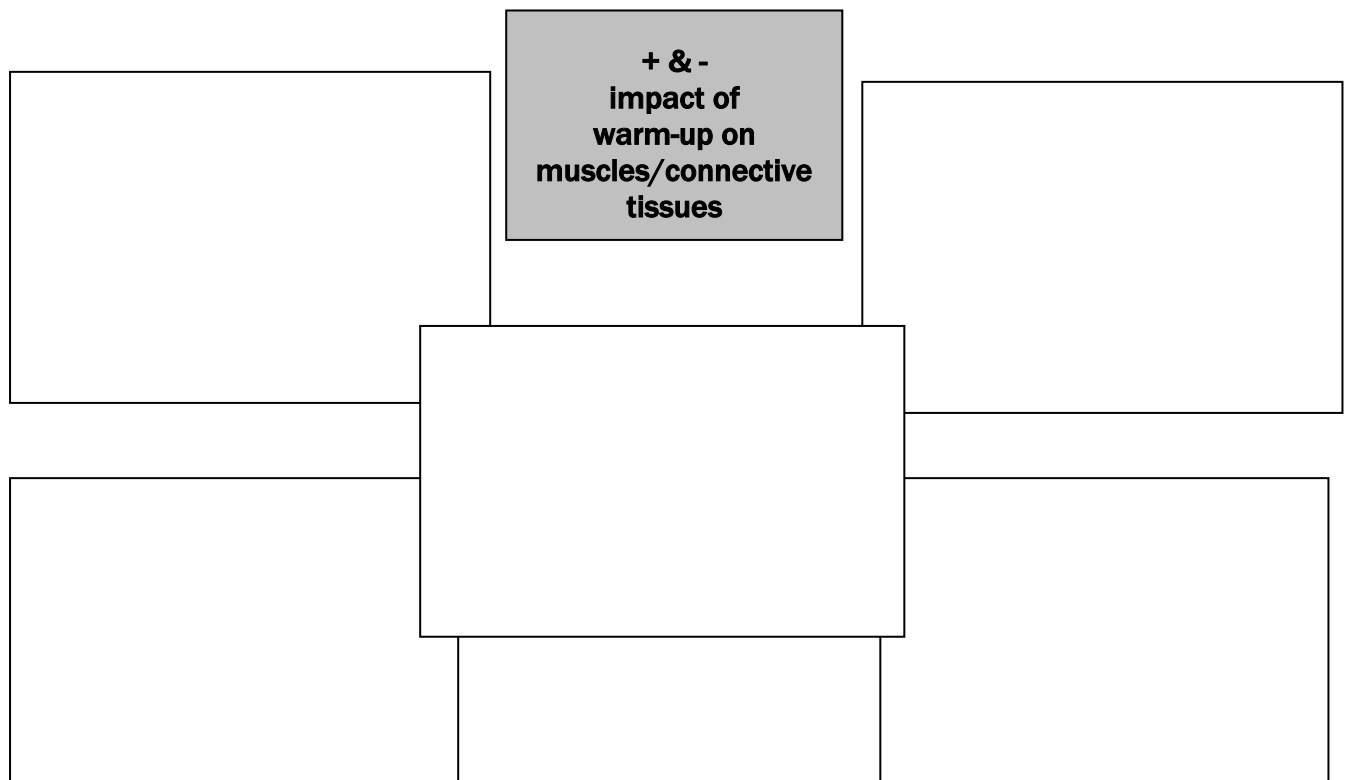 + & -
impact of
warm-up on
muscles/connective
tissues